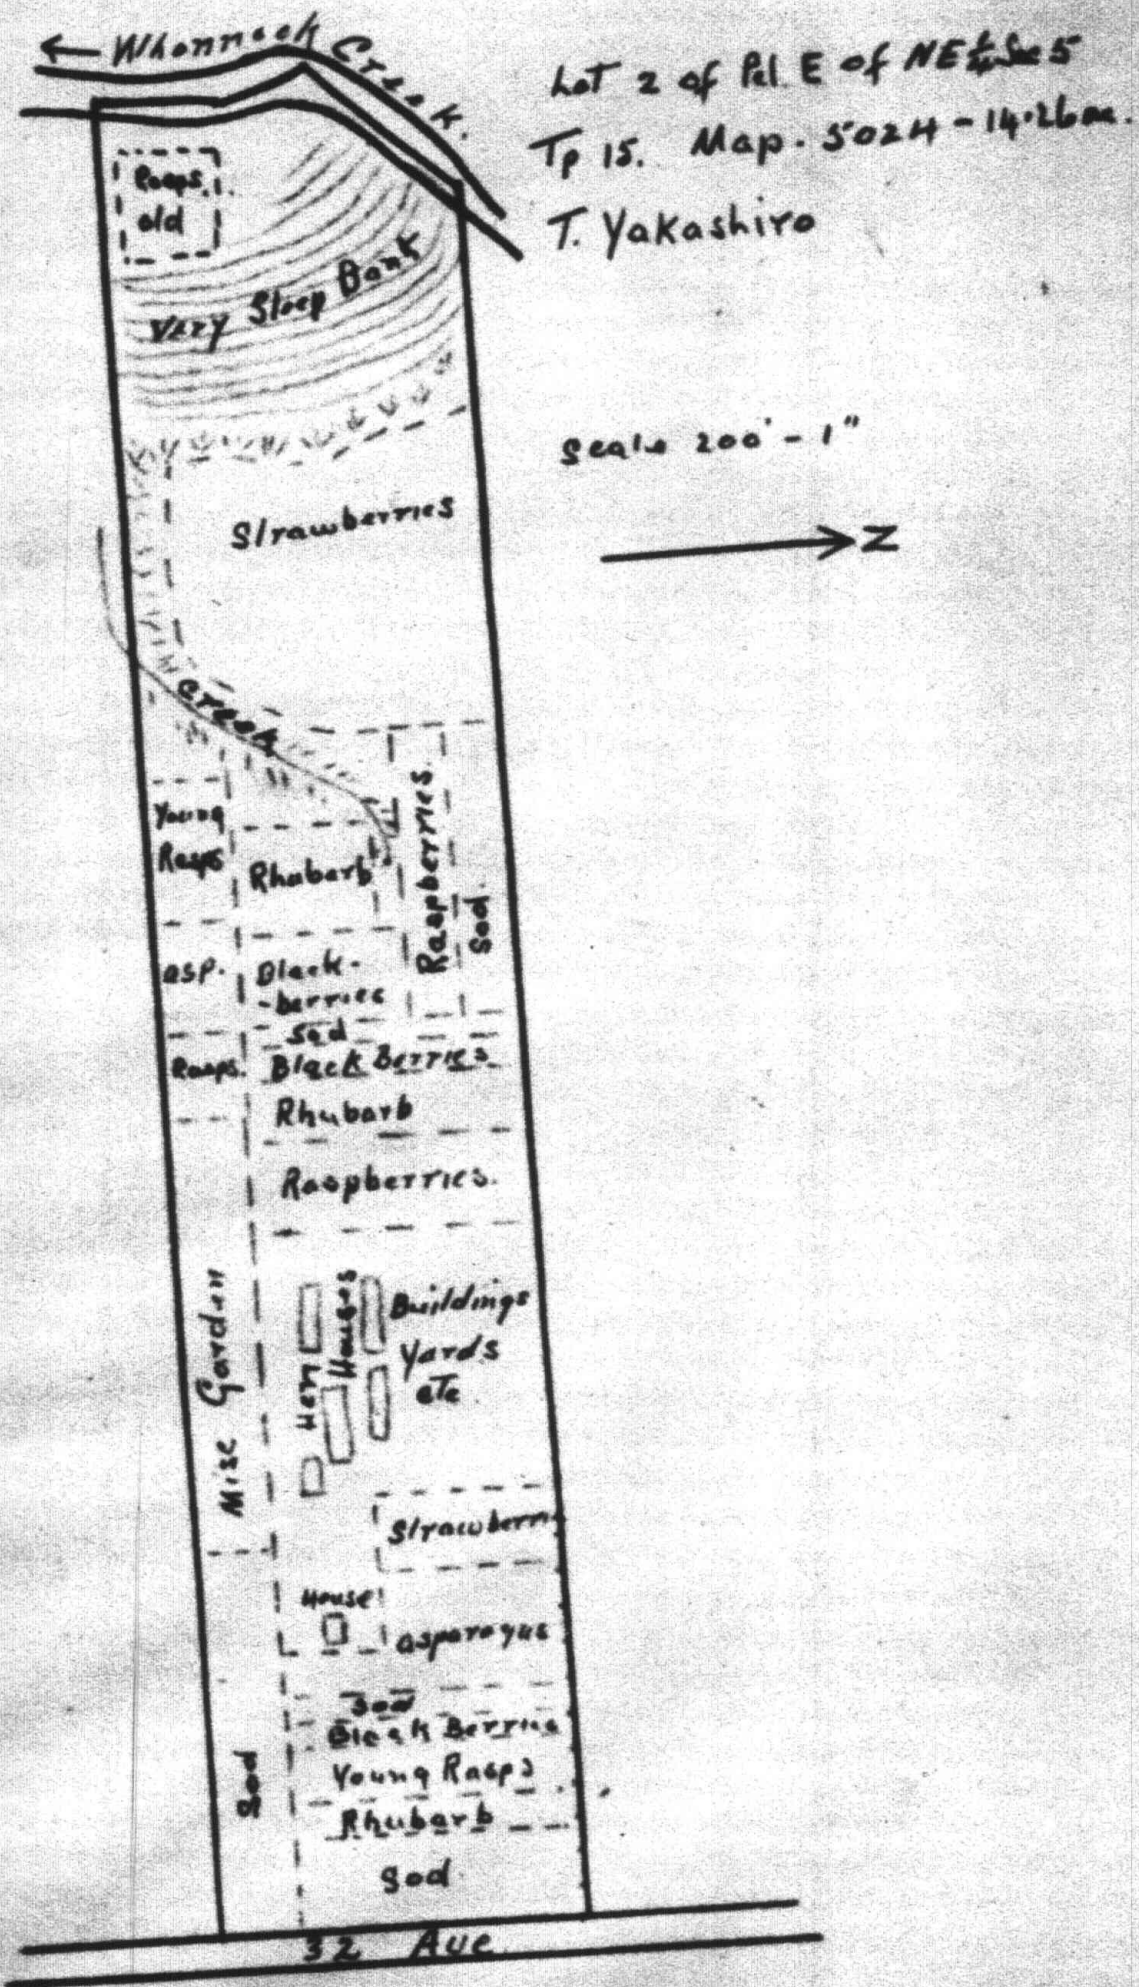 Whonnock Creek.
Lot 2 of Pcl. E of NE¼ Sec 5
Tp 15. Map. 5024 - 14.26 ac.
T. Yakashiro
Scale 200' - 1"
N
Rasps.
old
Very Steep Bank
Strawberries
Creek
Young
Rasps
Rhubarb
Raspberries
Sod
asp.
Black-
-berries
Sod
Rasps.
Black Berries
Rhubarb
Raspberries.
Misc Garden
Hen Houses
Buildings
Yards
etc
Strawberri
House
asparagus
Sod
Sod
Black Berries
Young Rasps
Rhubarb
Sod
32 Ave